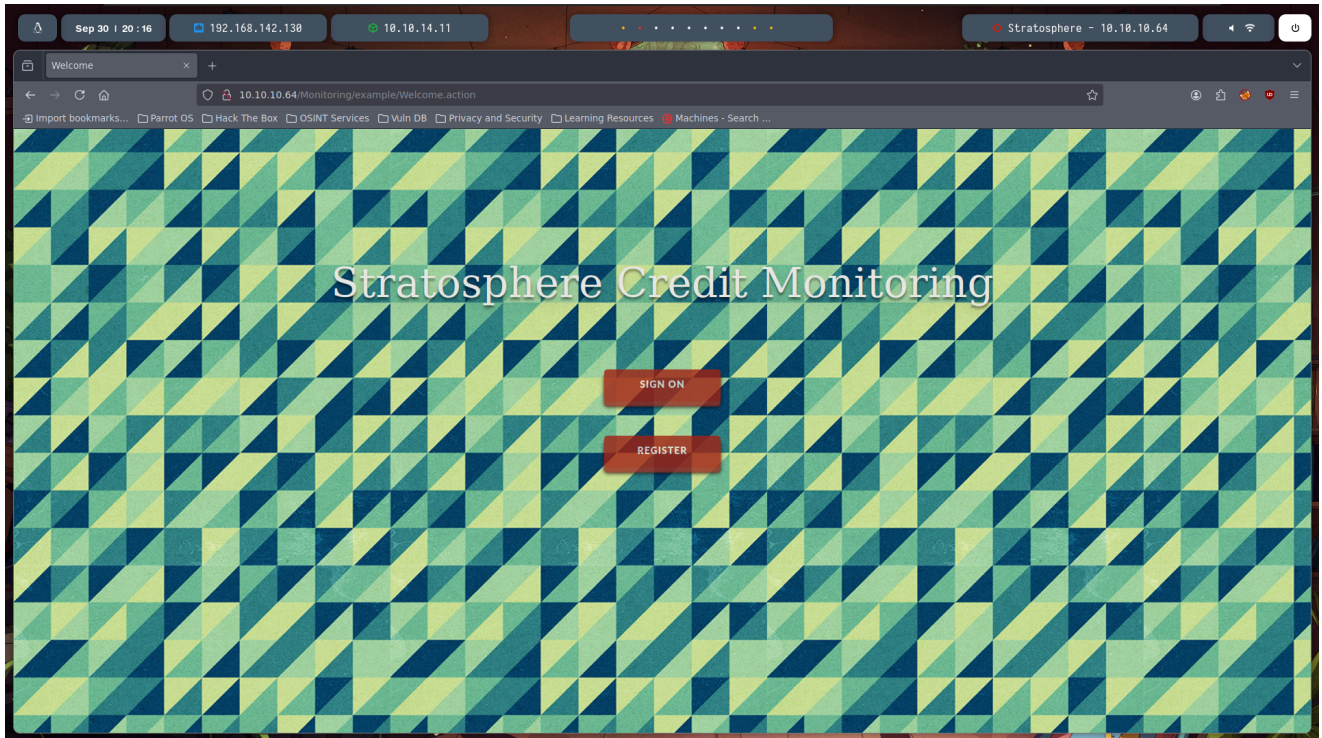 Sep 30 | 20:16 192.168.142.130 10.10.14.11 Stratosphere - 10.10.10.64
Welcome
10.10.10.64/Monitoring/example/Welcome.action
Import bookmarks... Parrot OS Hack The Box OSINT Services Vuln DB Privacy and Security Learning Resources Machines - Search ...
Stratosphere Credit Monitoring
SIGN ON
REGISTER